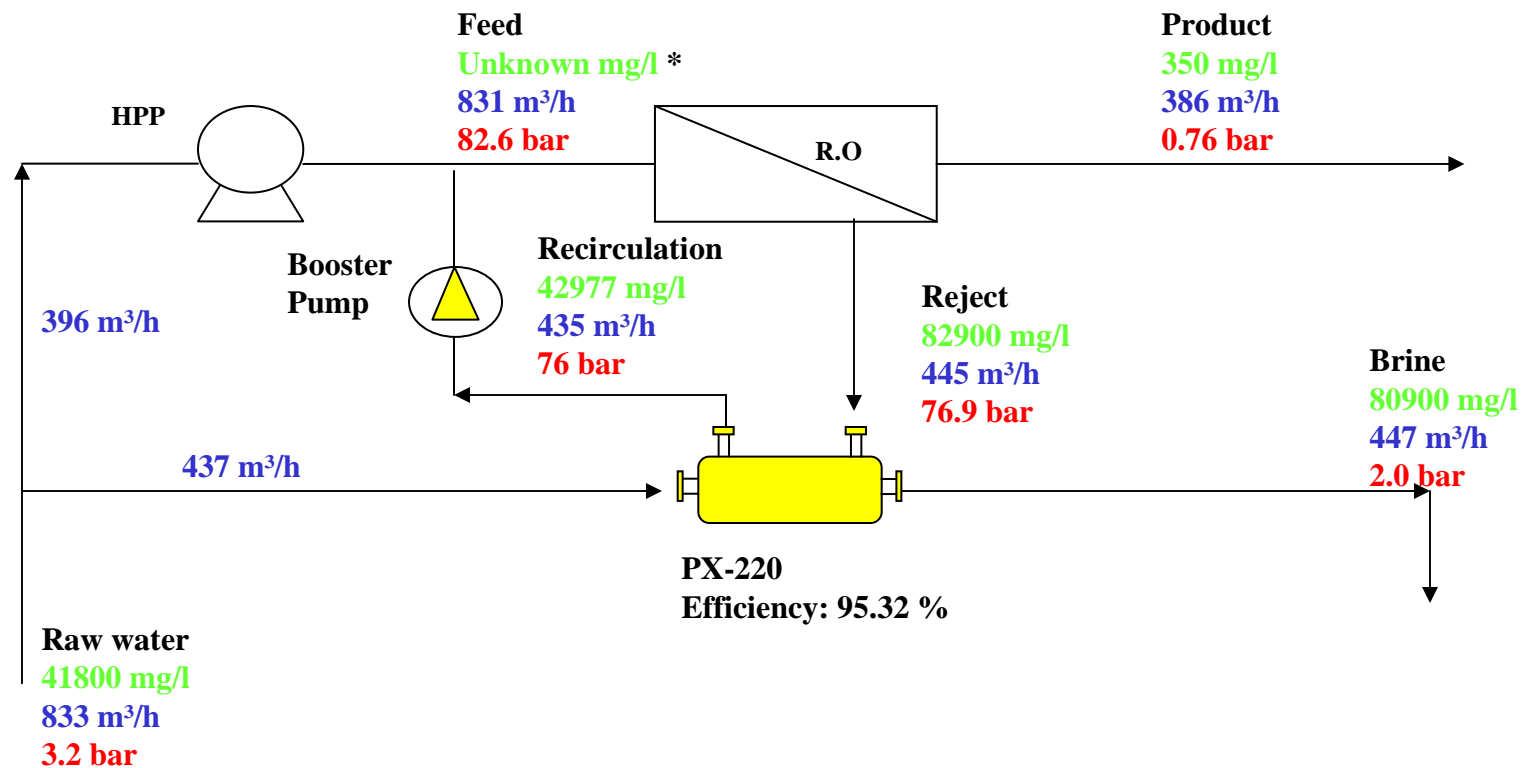 Feed
Unknown mg/l *
831 m³/h
82.6 bar
Product
350 mg/l
386 m³/h
0.76 bar
HPP
R.O
Booster
Pump
Recirculation
42977 mg/l
435 m³/h
76 bar
Reject
82900 mg/l
445 m³/h
76.9 bar
396 m³/h
Brine
80900 mg/l
447 m³/h
2.0 bar
437 m³/h
PX-220
Efficiency: 95.32 %
Raw water
41800 mg/l
833 m³/h
3.2 bar